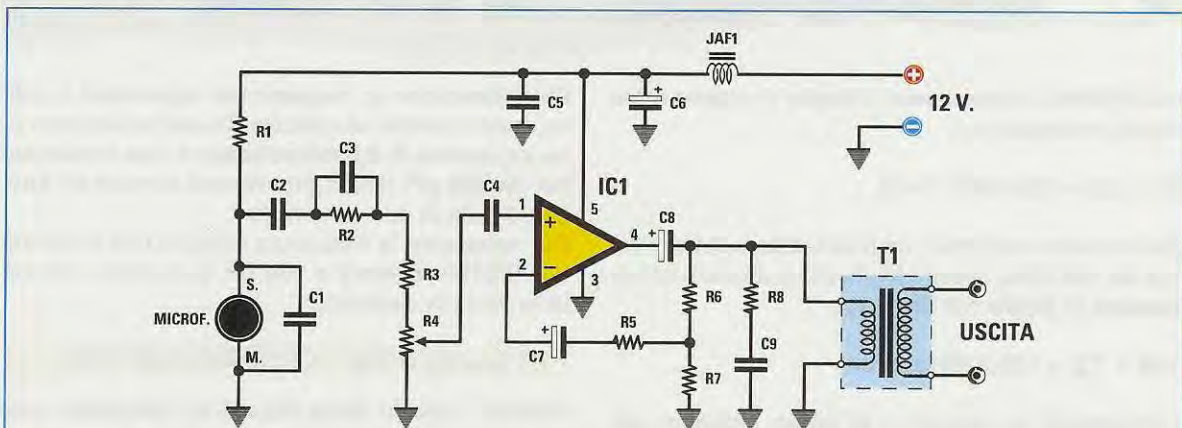 JAF1
C5
C6
+
12 V.
R1
C3
C2
R2
C4
IC1
1
+
5
C8
+
4
2
−
3
T1
S.
MICROF.
M.
C1
R3
R4
R6
R8
USCITA
+
C7
R5
R7
C9